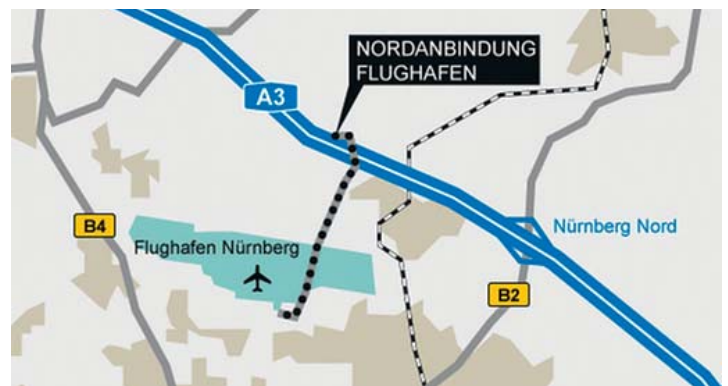 NORDANBINDUNG
FLUGHAFEN
A3
B4
Flughafen Nürnberg
Nürnberg Nord
B2